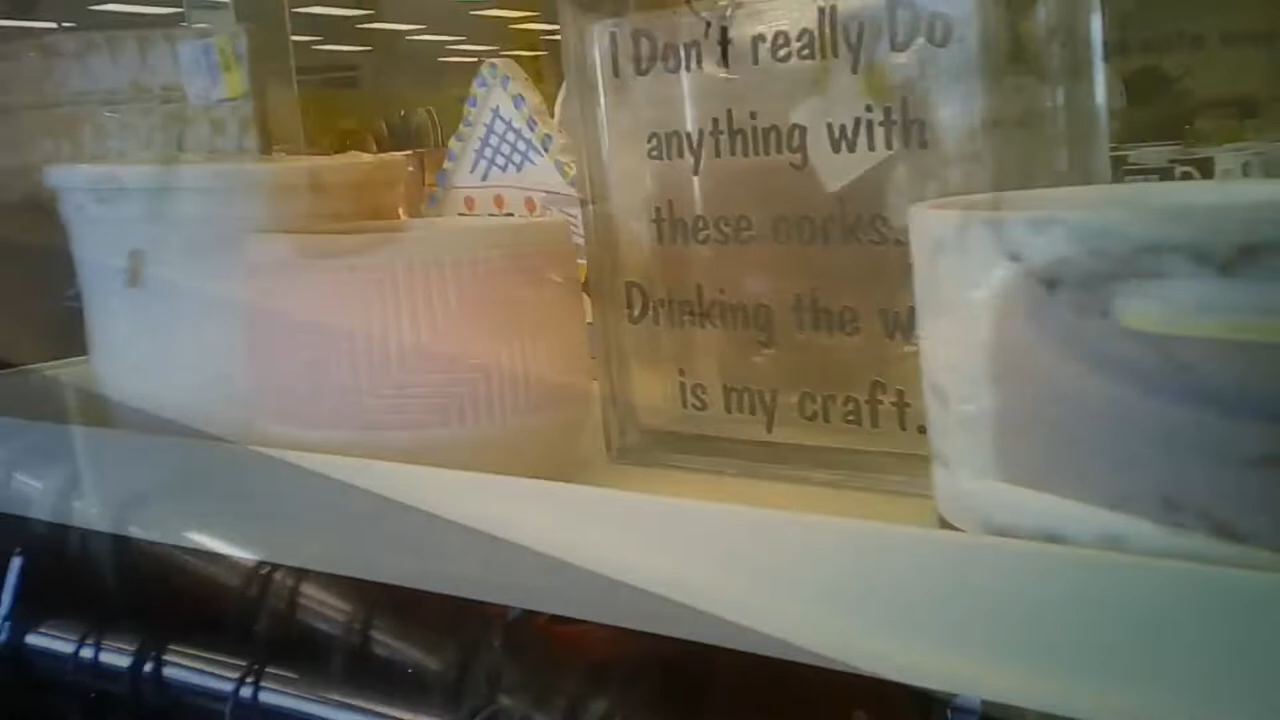 I Don't really Do
anything with
these corks..
Drinking the w
is my craft.